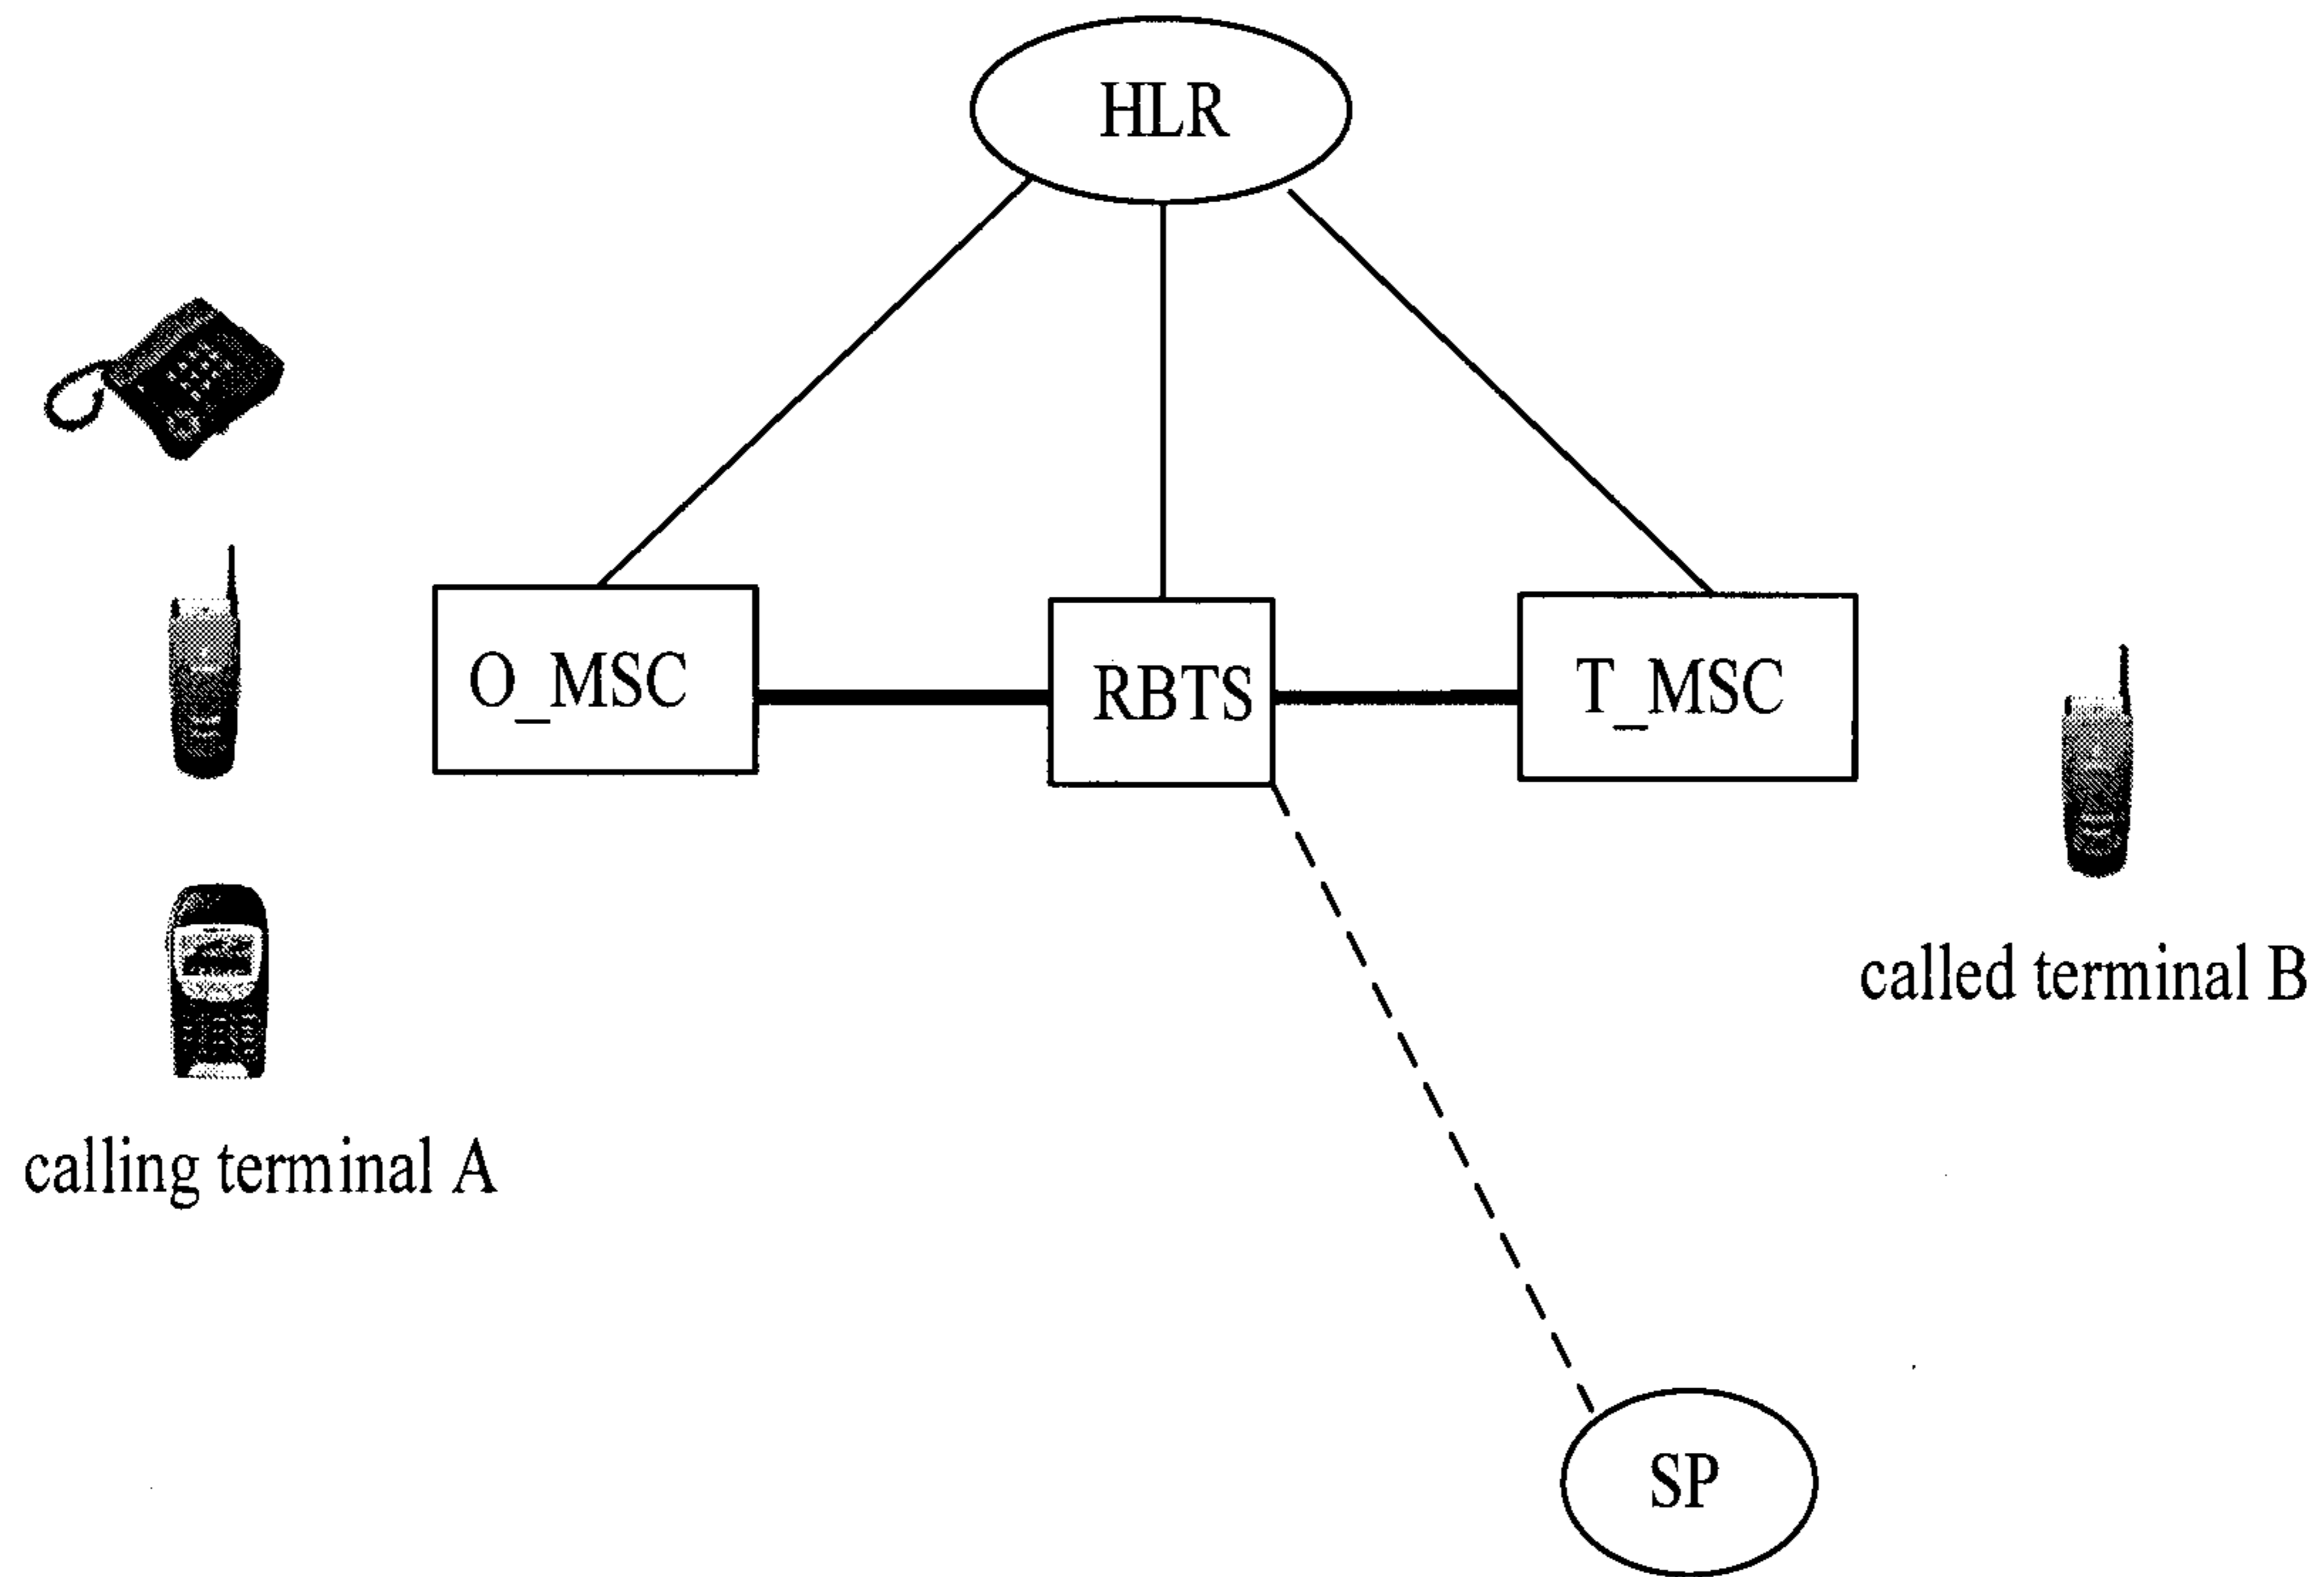 HLR
O_MSC
RBTS
T_MSC
called terminal B
calling terminal A
SP